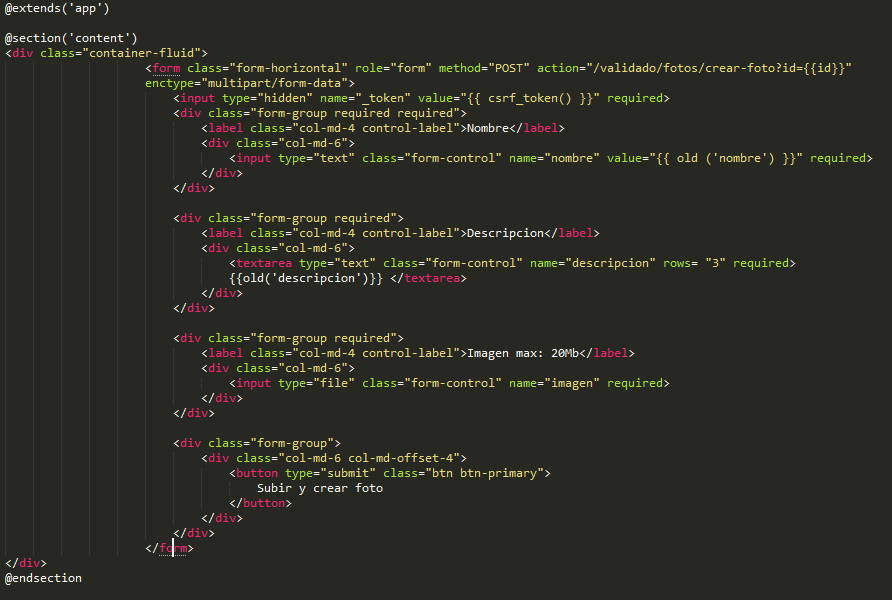 @extends('app')
@section('content')
<div class="container-fluid">
<form class="form-horizontal" role="form" method="POST" action="/validado/fotos/crear-foto?id={{id}}"
enctype="multipart/form-data">
<input type="hidden" name="_token" value="{{ csrf_token() }}" required>
<div class="form-group required required">
<label class="col-md-4 control-label">Nombre</label>
<div class="col-md-6">
<input type="text" class="form-control" name="nombre" value="{{ old ('nombre') }}" required>
</div>
</div>
<div class="form-group required">
<label class="col-md-4 control-label">Descripcion</label>
<div class="col-md-6">
<textarea type="text" class="form-control" name="descripcion" rows= "3" required>
{{old('descripcion')}} </textarea>
</div>
</div>
<div class="form-group required">
<label class="col-md-4 control-label">Imagen max: 20Mb</label>
<div class="col-md-6">
<input type="file" class="form-control" name="imagen" required>
</div>
</div>
<div class="form-group">
<div class="col-md-6 col-md-offset-4">
<button type="submit" class="btn btn-primary">
Subir y crear foto
</button>
</div>
</div>
</form>
</div>
@endsection